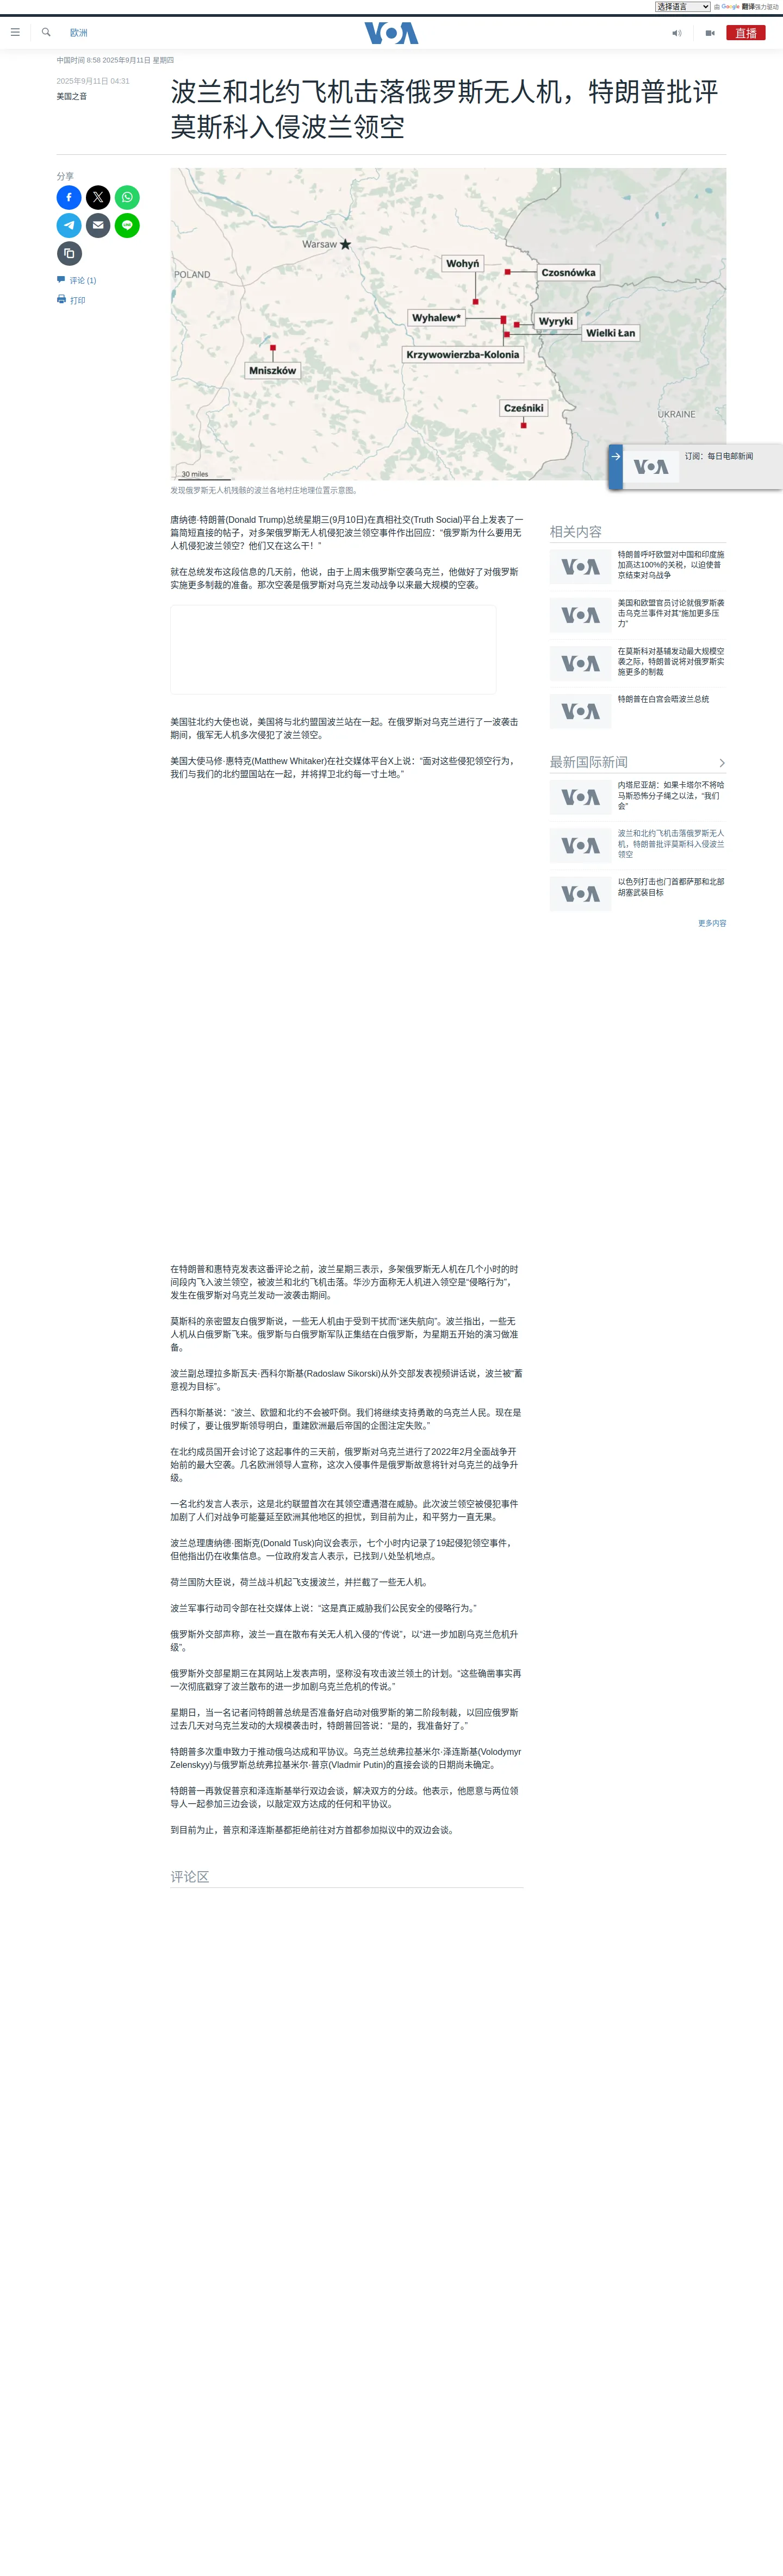 选择语言
由 Google 翻译强力驱动
欧洲
VOA
直播
中国时间 8:58 2025年9月11日 星期四
2025年9月11日 04:31
美国之音
波兰和北约飞机击落俄罗斯无人机，特朗普批评
莫斯科入侵波兰领空
分享
评论 (1)
打印
Warsaw
POLAND
Wohyń
Czosnówka
Wyhalew*
Wyryki
Wielki Łan
Krzywowierzba-Kolonia
Mniszków
Cześniki
UKRAINE
30 miles
发现俄罗斯无人机残骸的波兰各地村庄地理位置示意图。
VOA
订阅：每日电邮新闻
唐纳德·特朗普(Donald Trump)总统星期三(9月10日)在真相社交(Truth Social)平台上发表了一
篇简短直接的帖子，对多架俄罗斯无人机侵犯波兰领空事件作出回应：“俄罗斯为什么要用无
人机侵犯波兰领空？他们又在这么干！”
就在总统发布这段信息的几天前，他说，由于上周末俄罗斯空袭乌克兰，他做好了对俄罗斯
实施更多制裁的准备。那次空袭是俄罗斯对乌克兰发动战争以来最大规模的空袭。
美国驻北约大使也说，美国将与北约盟国波兰站在一起。在俄罗斯对乌克兰进行了一波袭击
期间，俄军无人机多次侵犯了波兰领空。
美国大使马修·惠特克(Matthew Whitaker)在社交媒体平台X上说：“面对这些侵犯领空行为，
我们与我们的北约盟国站在一起，并将捍卫北约每一寸土地。”
在特朗普和惠特克发表这番评论之前，波兰星期三表示，多架俄罗斯无人机在几个小时的时
间段内飞入波兰领空，被波兰和北约飞机击落。华沙方面称无人机进入领空是“侵略行为”，
发生在俄罗斯对乌克兰发动一波袭击期间。
莫斯科的亲密盟友白俄罗斯说，一些无人机由于受到干扰而“迷失航向”。波兰指出，一些无
人机从白俄罗斯飞来。俄罗斯与白俄罗斯军队正集结在白俄罗斯，为星期五开始的演习做准
备。
波兰副总理拉多斯瓦夫·西科尔斯基(Radoslaw Sikorski)从外交部发表视频讲话说，波兰被“蓄
意视为目标”。
西科尔斯基说：“波兰、欧盟和北约不会被吓倒。我们将继续支持勇敢的乌克兰人民。现在是
时候了，要让俄罗斯领导明白，重建欧洲最后帝国的企图注定失败。”
在北约成员国开会讨论了这起事件的三天前，俄罗斯对乌克兰进行了2022年2月全面战争开
始前的最大空袭。几名欧洲领导人宣称，这次入侵事件是俄罗斯故意将针对乌克兰的战争升
级。
一名北约发言人表示，这是北约联盟首次在其领空遭遇潜在威胁。此次波兰领空被侵犯事件
加剧了人们对战争可能蔓延至欧洲其他地区的担忧，到目前为止，和平努力一直无果。
波兰总理唐纳德·图斯克(Donald Tusk)向议会表示，七个小时内记录了19起侵犯领空事件，
但他指出仍在收集信息。一位政府发言人表示，已找到八处坠机地点。
荷兰国防大臣说，荷兰战斗机起飞支援波兰，并拦截了一些无人机。
波兰军事行动司令部在社交媒体上说：“这是真正威胁我们公民安全的侵略行为。”
俄罗斯外交部声称，波兰一直在散布有关无人机入侵的“传说”，以“进一步加剧乌克兰危机升
级”。
俄罗斯外交部星期三在其网站上发表声明，坚称没有攻击波兰领土的计划。“这些确凿事实再
一次彻底戳穿了波兰散布的进一步加剧乌克兰危机的传说。”
星期日，当一名记者问特朗普总统是否准备好启动对俄罗斯的第二阶段制裁，以回应俄罗斯
过去几天对乌克兰发动的大规模袭击时，特朗普回答说：“是的，我准备好了。”
特朗普多次重申致力于推动俄乌达成和平协议。乌克兰总统弗拉基米尔·泽连斯基(Volodymyr
Zelenskyy)与俄罗斯总统弗拉基米尔·普京(Vladmir Putin)的直接会谈的日期尚未确定。
特朗普一再敦促普京和泽连斯基举行双边会谈，解决双方的分歧。他表示，他愿意与两位领
导人一起参加三边会谈，以敲定双方达成的任何和平协议。
到目前为止，普京和泽连斯基都拒绝前往对方首都参加拟议中的双边会谈。
评论区
相关内容
VOA
特朗普呼吁欧盟对中国和印度施
加高达100%的关税，以迫使普
京结束对乌战争
VOA
美国和欧盟官员讨论就俄罗斯袭
击乌克兰事件对其“施加更多压
力”
VOA
在莫斯科对基辅发动最大规模空
袭之际，特朗普说将对俄罗斯实
施更多的制裁
VOA
特朗普在白宫会晤波兰总统
最新国际新闻
VOA
内塔尼亚胡：如果卡塔尔不将哈
马斯恐怖分子绳之以法，“我们
会”
VOA
波兰和北约飞机击落俄罗斯无人
机，特朗普批评莫斯科入侵波兰
领空
VOA
以色列打击也门首都萨那和北部
胡塞武装目标
更多内容